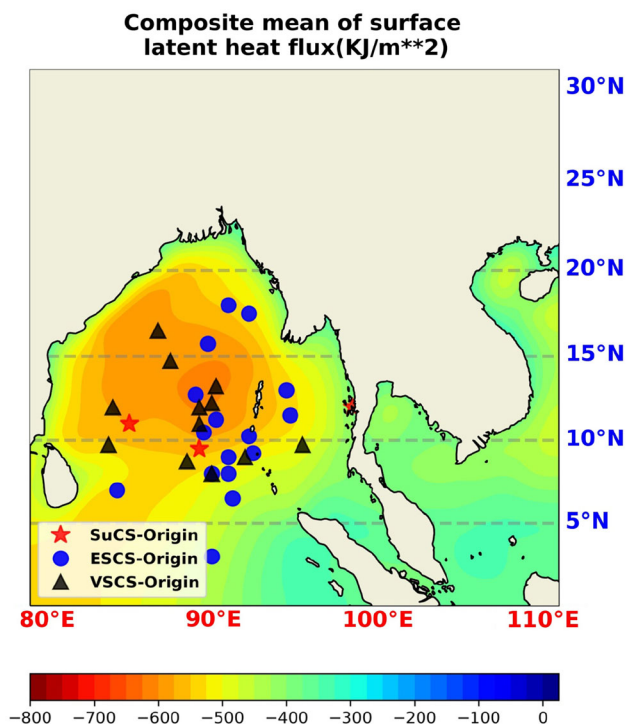 Composite mean of surface
latent heat flux(KJ/m**2)
30°N
25°N
20°N
15°N
10°N
5°N
SuCS-Origin
ESCS-Origin
VSCS-Origin
80°E 90°E 100°E 110°E
−800 −700 −600 −500 −400 −300 −200 −100 0